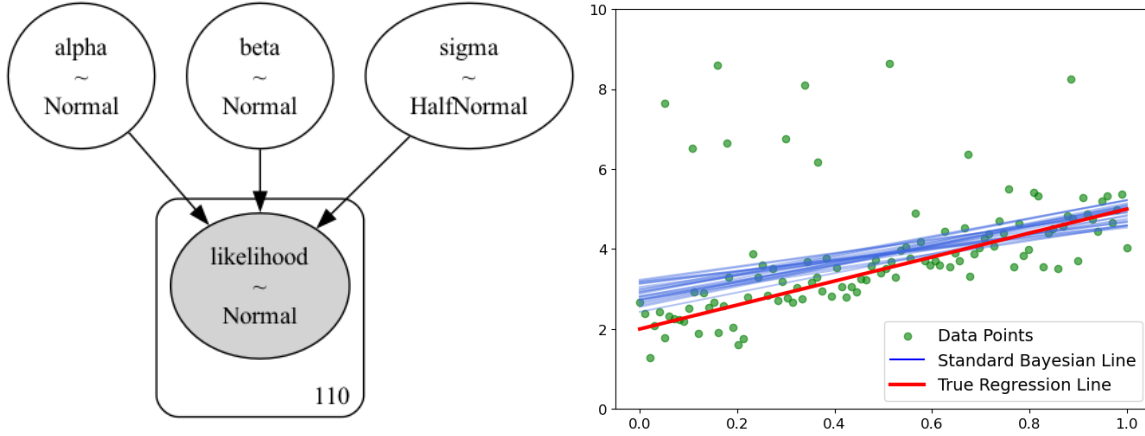 alpha
~
Normal
beta
~
Normal
sigma
~
HalfNormal
likelihood
~
Normal
110
10
8
6
4
2
0
0.0 0.2 0.4 0.6 0.8 1.0
Data Points
Standard Bayesian Line
True Regression Line